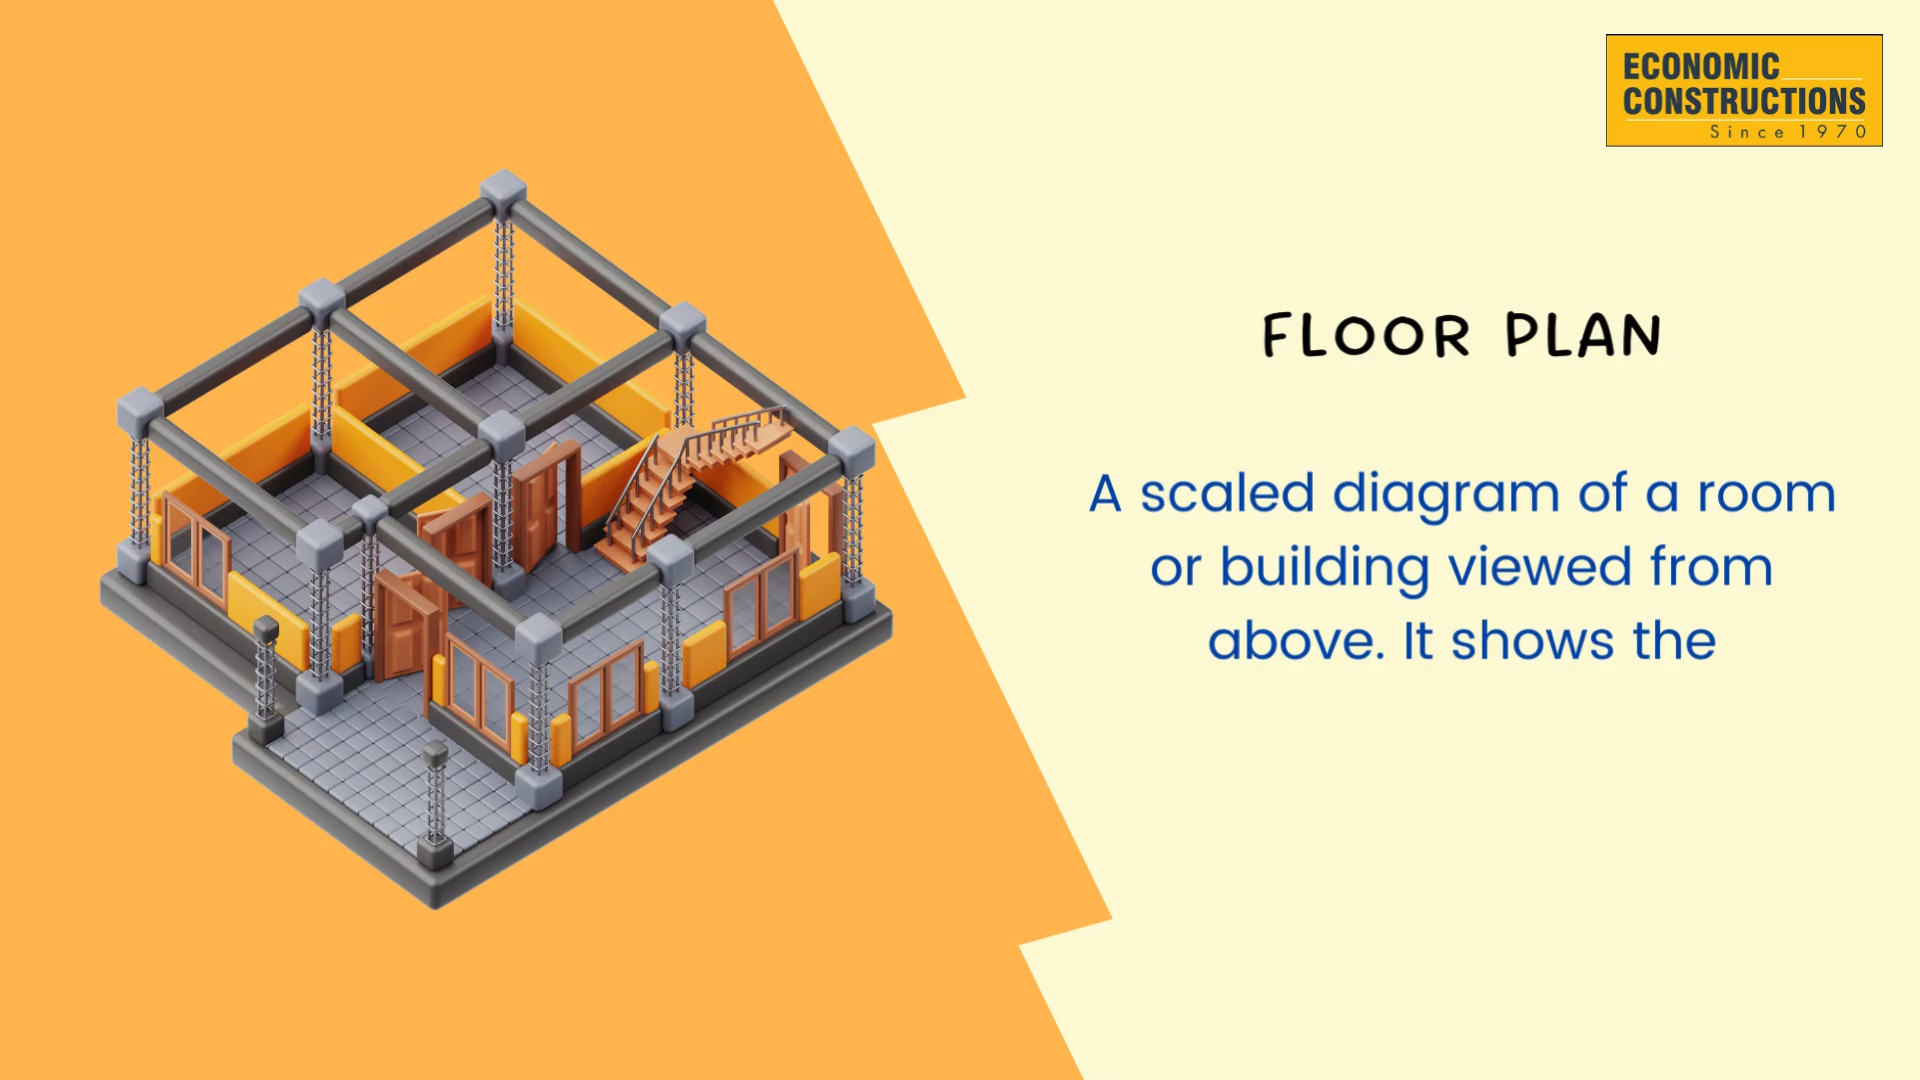 ECONOMIC
CONSTRUCTIONS
Since 1970
FLOOR PLAN
A scaled diagram of a room
or building viewed from
above. It shows the